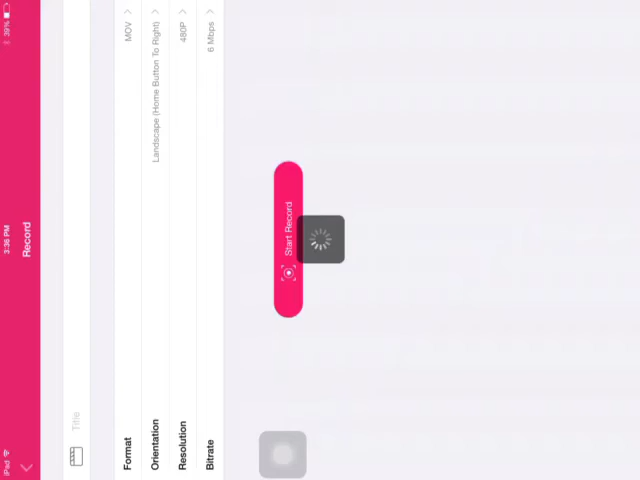 iPad 3:36 PM 39%
Record
Title
Format MOV
Orientation Landscape (Home Button To Right)
Resolution 480P
Bitrate 6 Mbps
Start Record